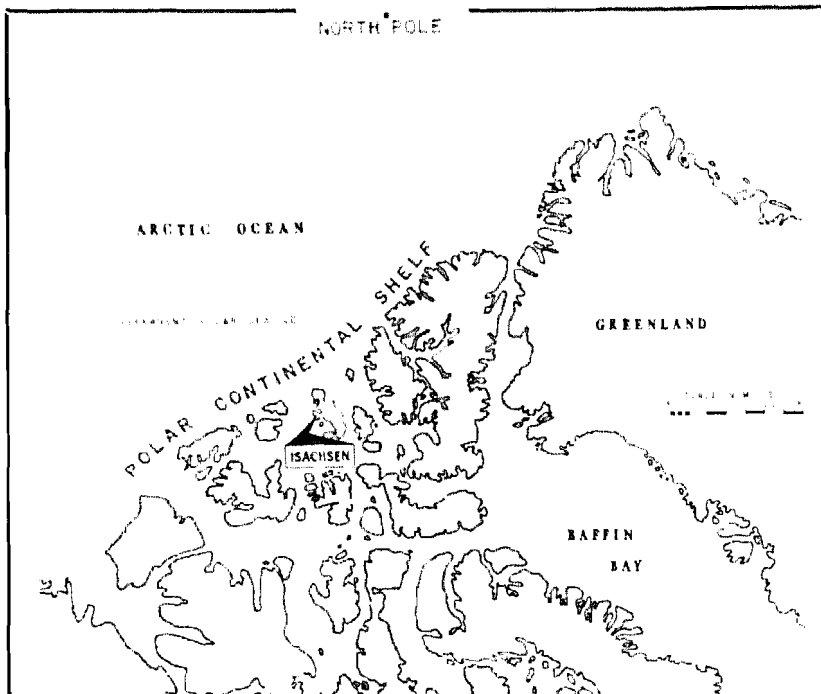 NORTH POLE
ARCTIC OCEAN
POLAR CONTINENTAL SHELF
GREENLAND
ISACHSEN
BAFFIN
BAY